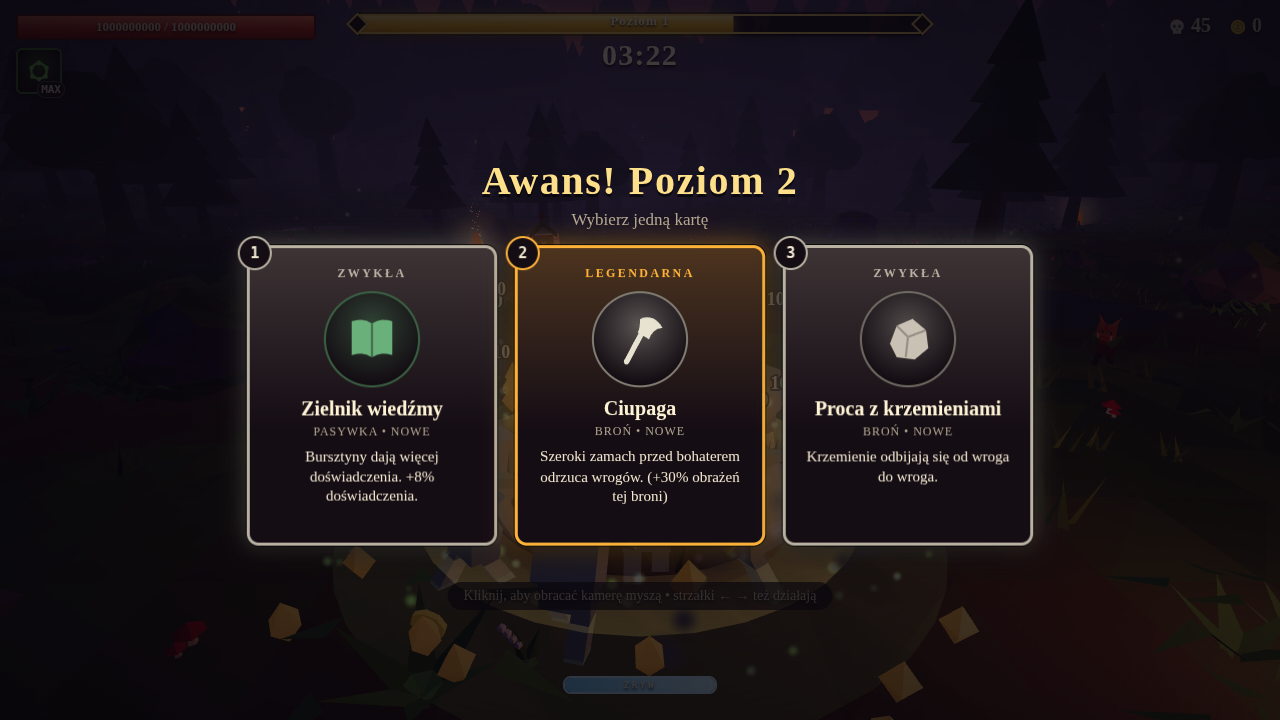 1000000000 / 1000000000
Poziom 1
03:22
45
0
MAX
Awans! Poziom 2
Wybierz jedną kartę
1
ZWYKŁA
Zielnik wiedźmy
PASYWKA • NOWE
Bursztyny dają więcej
doświadczenia. +8%
doświadczenia.
2
LEGENDARNA
Ciupaga
BROŃ • NOWE
Szeroki zamach przed bohaterem
odrzuca wrogów. (+30% obrażeń
tej broni)
3
ZWYKŁA
Proca z krzemieniami
BROŃ • NOWE
Krzemienie odbijają się od wroga
do wroga.
Kliknij, aby obracać kamerę myszą • strzałki ← → też działają